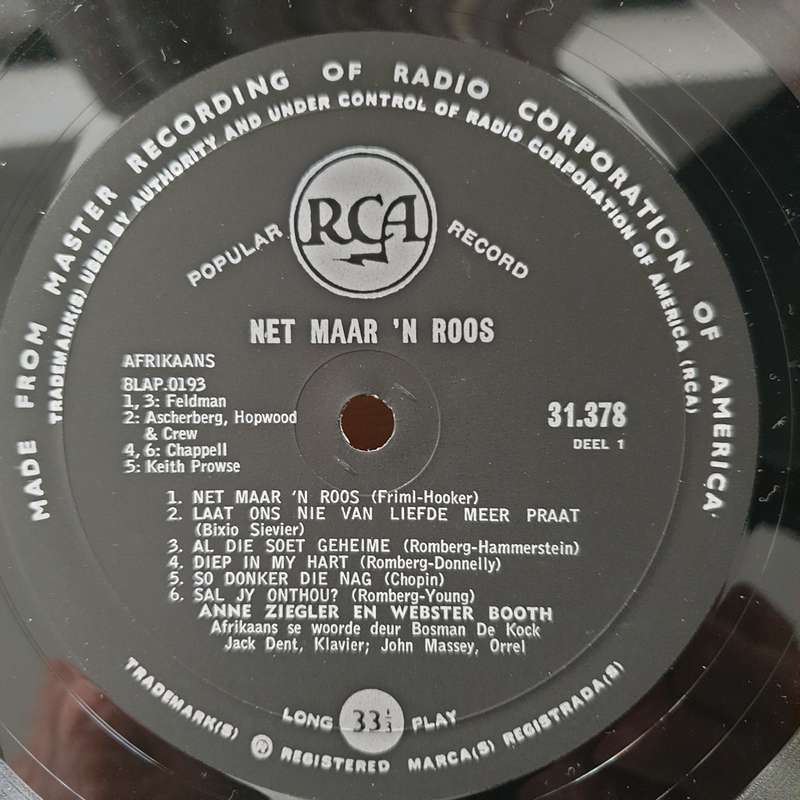 MADE FROM MASTER RECORDING OF RADIO CORPORATION OF AMERICA
TRADEMARK(S) USED BY AUTHORITY AND UNDER CONTROL OF RADIO CORPORATION OF AMERICA (RCA)
RCA
POPULAR RECORD
NET MAAR 'N ROOS
AFRIKAANS
8LAP.0193
1, 3: Feldman
2: Ascherberg, Hopwood
& Crew
4, 6: Chappell
5: Keith Prowse
31.378
DEEL 1
1. NET MAAR 'N ROOS (Friml-Hooker)
2. LAAT ONS NIE VAN LIEFDE MEER PRAAT
(Bixio Sievier)
3. AL DIE SOET GEHEIME (Romberg-Hammerstein)
4. DIEP IN MY HART (Romberg-Donnelly)
5. SO DONKER DIE NAG (Chopin)
6. SAL JY ONTHOU? (Romberg-Young)
ANNE ZIEGLER EN WEBSTER BOOTH
Afrikaans se woorde deur Bosman De Kock
Jack Dent, Klavier; John Massey, Orrel
LONG 33⅓ PLAY
TRADEMARK(S) ® REGISTERED MARCA(S) REGISTRADA(S)